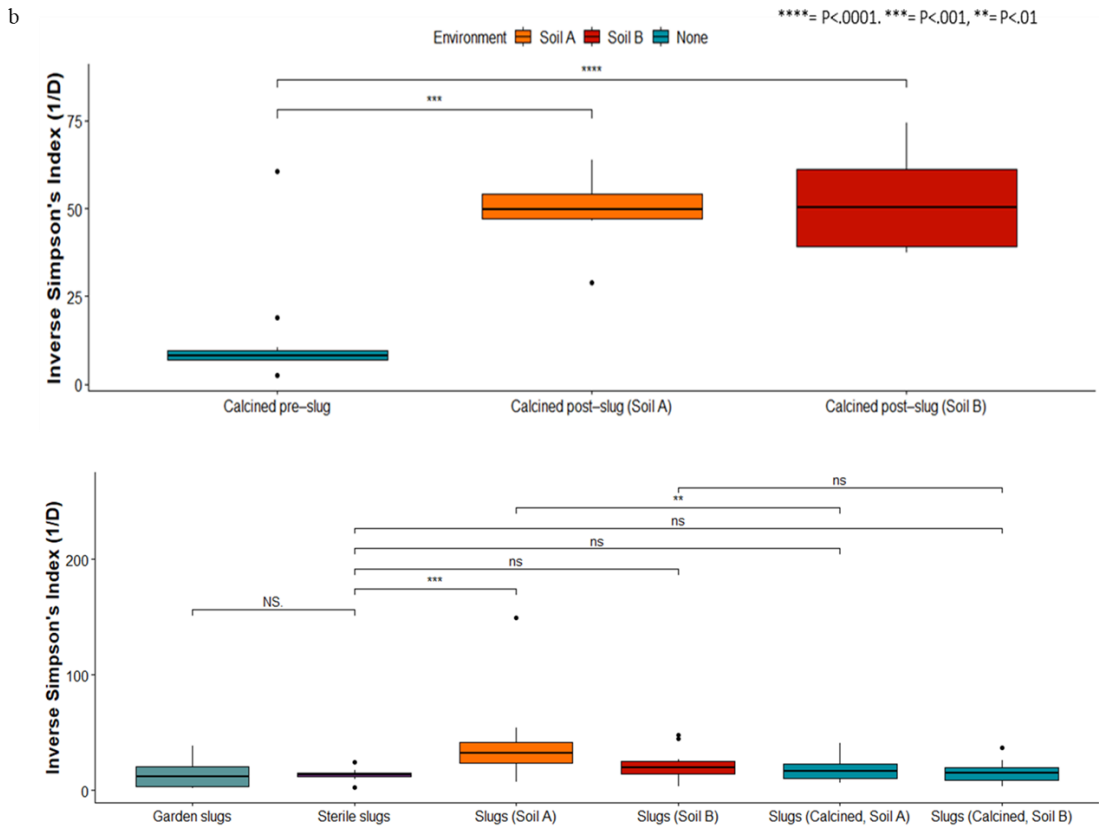 b
****= P<.0001. ***= P<.001, **= P<.01
Environment Soil A Soil B None
Inverse Simpson's Index (1/D)
****
***
75
50
25
0
Calcined pre–slug Calcined post–slug (Soil A) Calcined post–slug (Soil B)
Inverse Simpson's Index (1/D)
ns
**
ns
ns
ns
***
NS.
200
100
0
Garden slugs Sterile slugs Slugs (Soil A) Slugs (Soil B) Slugs (Calcined, Soil A) Slugs (Calcined, Soil B)